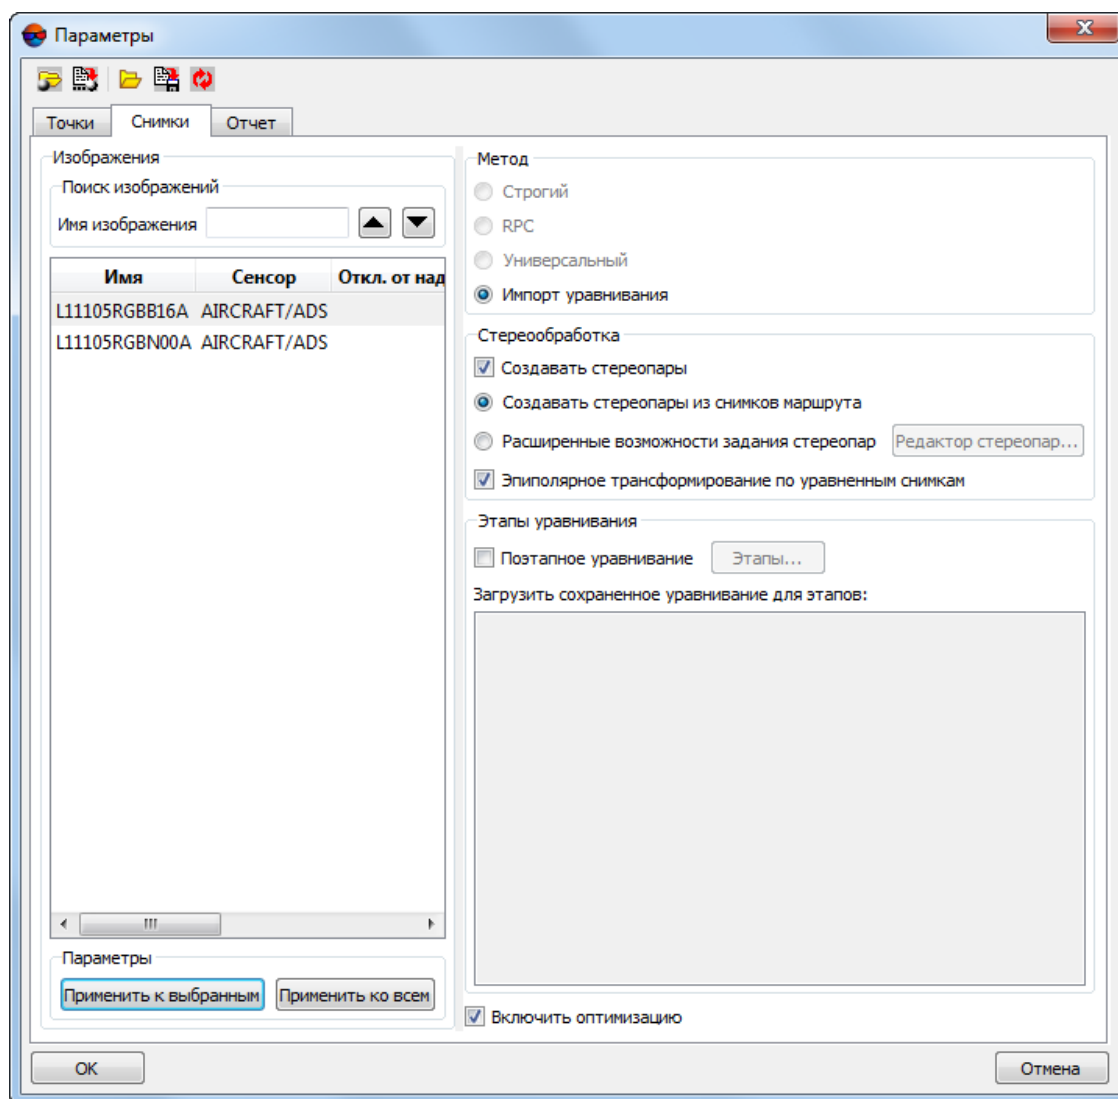 Параметры
Точки
Снимки
Отчет
Изображения
Поиск изображений
Имя изображения
Имя Сенсор Откл. от над
L11105RGBB16A AIRCRAFT/ADS
L11105RGBN00A AIRCRAFT/ADS
Параметры
Применить к выбранным
Применить ко всем
Метод
Строгий
RPC
Универсальный
Импорт уравнивания
Стереообработка
Создавать стереопары
Создавать стереопары из снимков маршрута
Расширенные возможности задания стереопар
Редактор стереопар...
Эпиполярное трансформирование по уравненным снимкам
Этапы уравнивания
Поэтапное уравнивание
Этапы...
Загрузить сохраненное уравнивание для этапов:
Включить оптимизацию
OK
Отмена